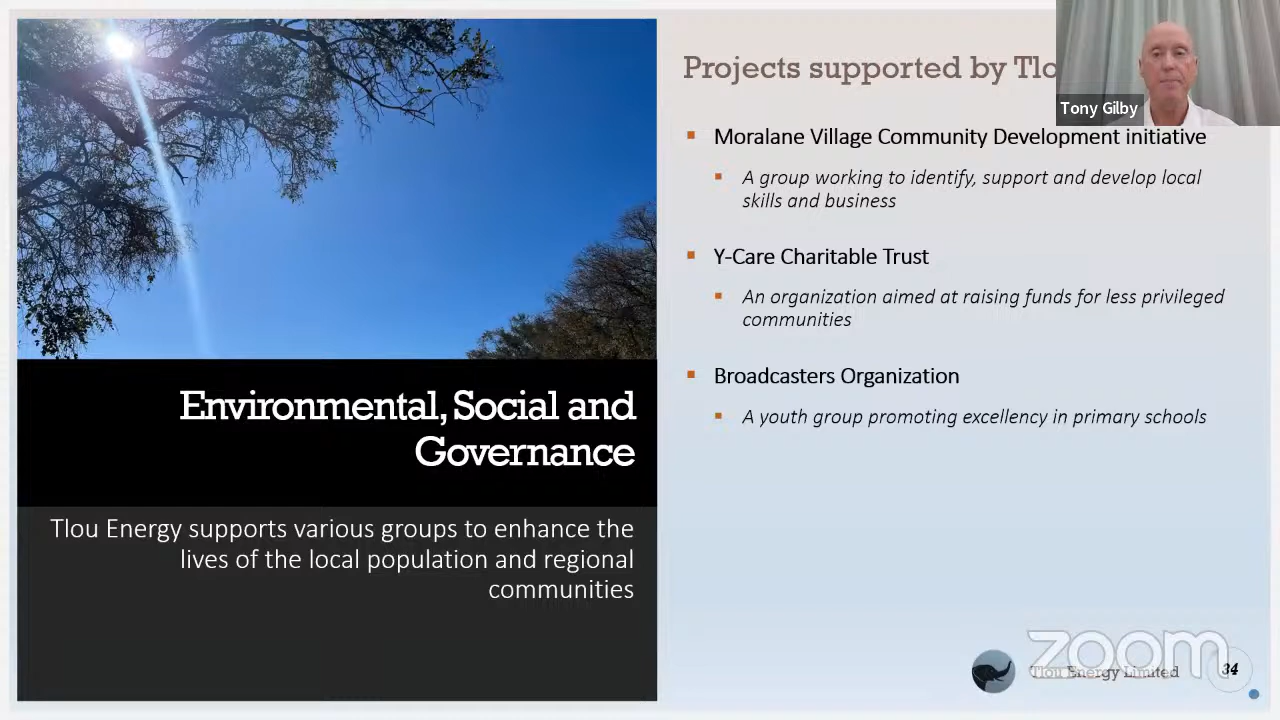 Projects supported by Tlo
Tony Gilby
▪ Moralane Village Community Development initiative
▪ A group working to identify, support and develop local
skills and business
▪ Y-Care Charitable Trust
▪ An organization aimed at raising funds for less privileged
communities
▪ Broadcasters Organization
▪ A youth group promoting excellency in primary schools
Environmental, Social and
Governance
Tlou Energy supports various groups to enhance the
lives of the local population and regional
communities
zoom
Tlou Energy Limited
34